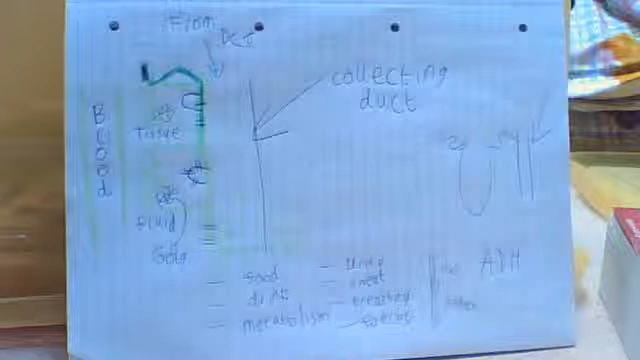 From
DCT
collecting
duct
Blood
tissue
fluid
food
drinks
metabolism
urine
sweat
breathing
ADH